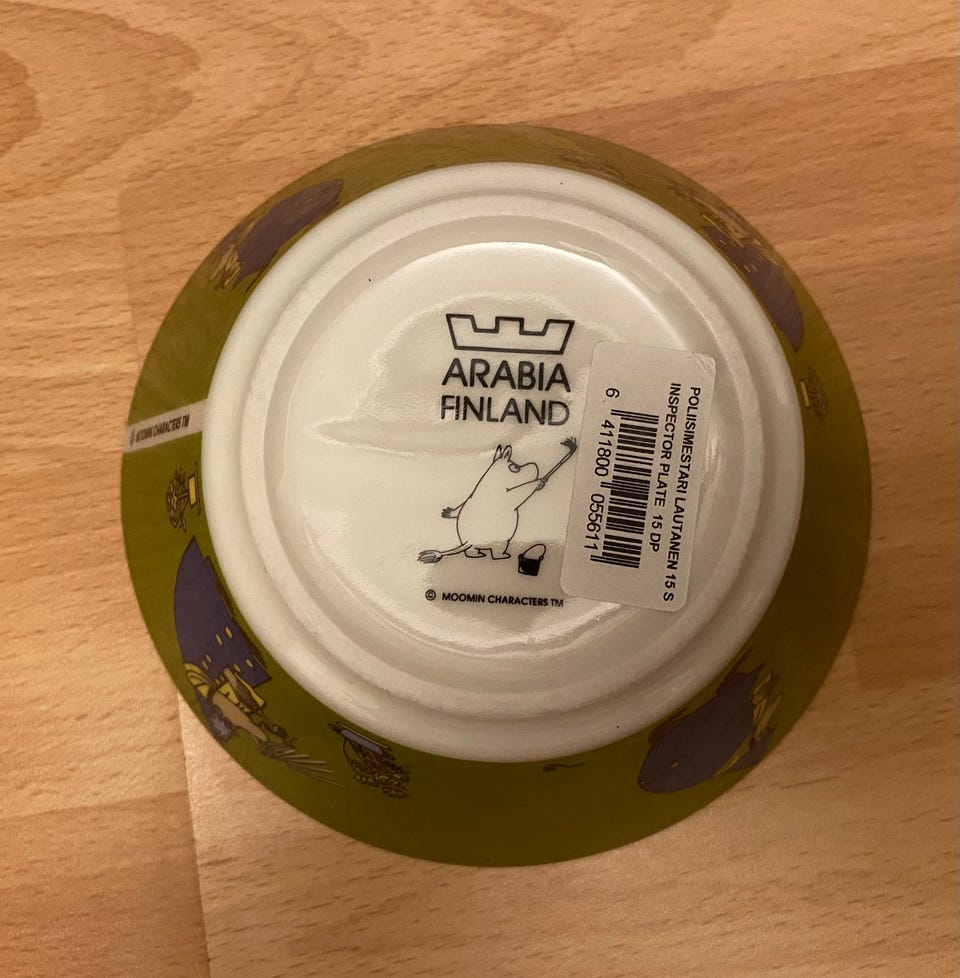 ARABIA
FINLAND
© MOOMIN CHARACTERS TM
POLIISIMESTARI LAUTANEN 15 S
INSPECTOR PLATE 15 DP
6 411800 055611
© MOOMIN CHARACTERS TM